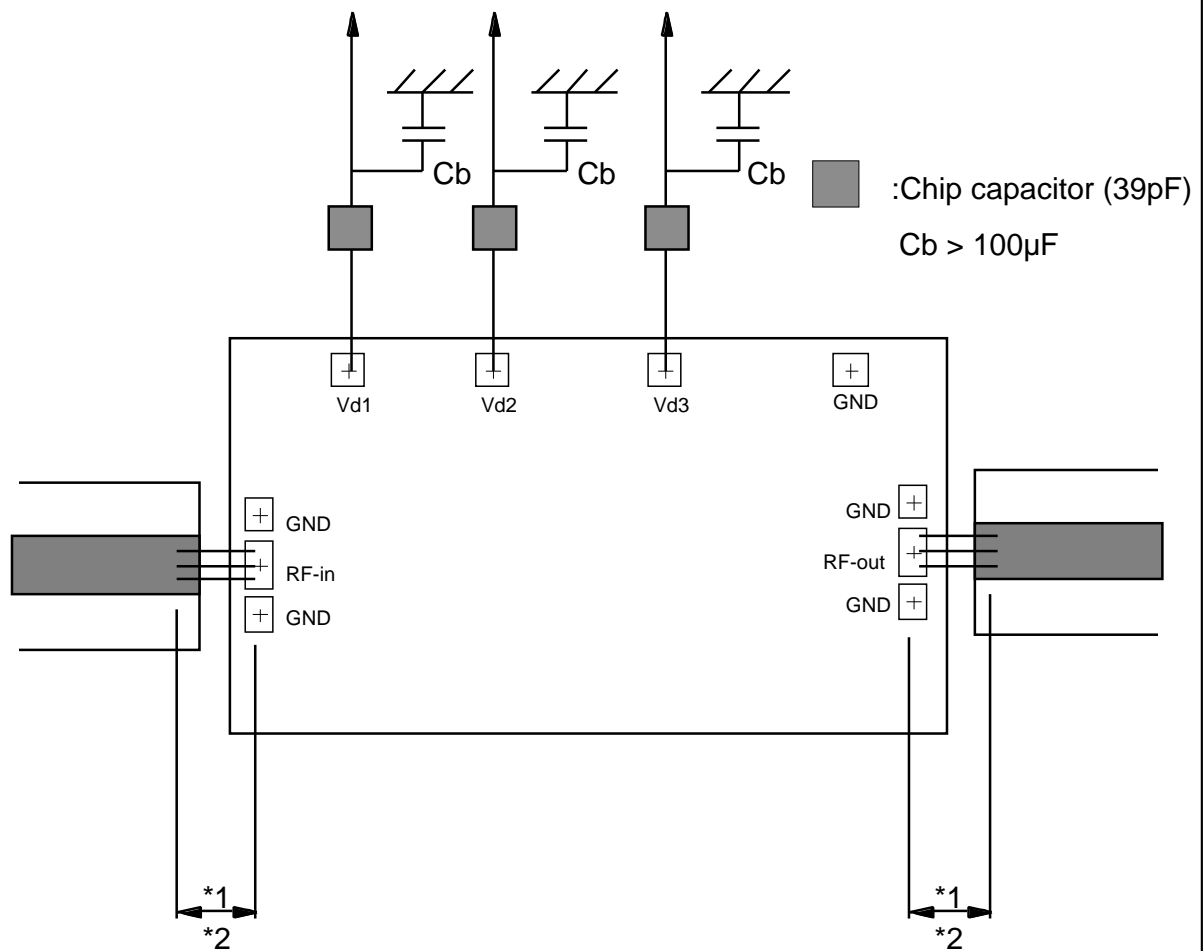 Cb
Cb
Cb
:Chip capacitor (39pF)
Cb > 100µF
Vd1
Vd2
Vd3
GND
GND
RF-in
GND
GND
RF-out
GND
*1
*2
*1
*2